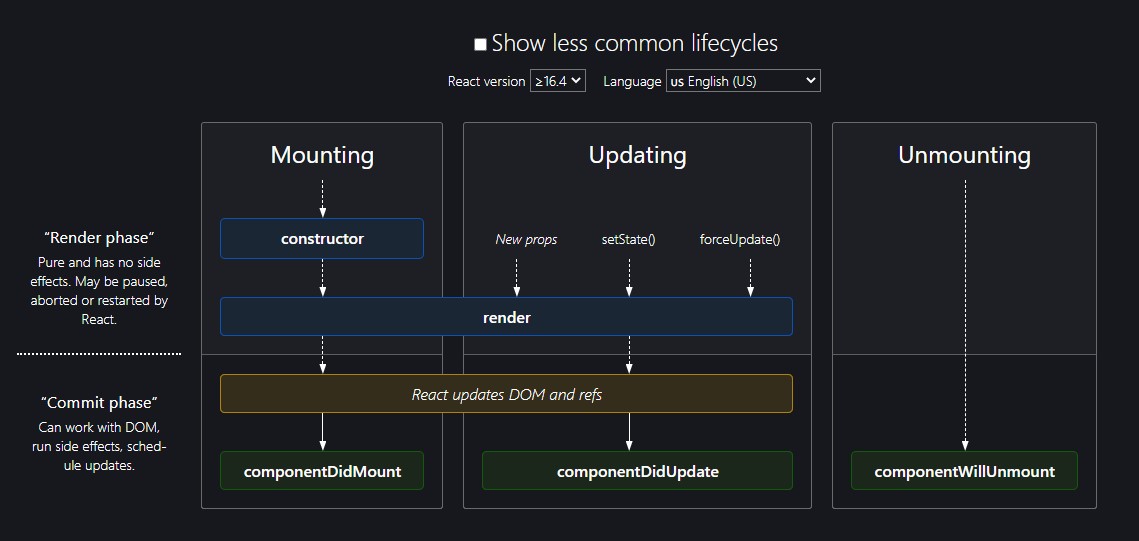 Show less common lifecycles
React version ≥16.4 Language us English (US)
Mounting
Updating
Unmounting
“Render phase”
Pure and has no side
effects. May be paused,
aborted or restarted by
React.
constructor
New props
setState()
forceUpdate()
render
“Commit phase”
Can work with DOM,
run side effects, sched-
ule updates.
React updates DOM and refs
componentDidMount
componentDidUpdate
componentWillUnmount